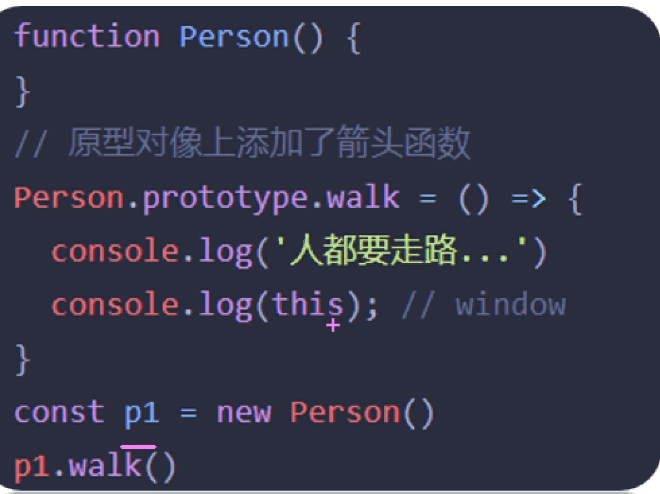 function Person() {
}
// 原型对像上添加了箭头函数
Person.prototype.walk = () => {
console.log('人都要走路...')
console.log(this); // window
}
const p1 = new Person()
p1.walk()